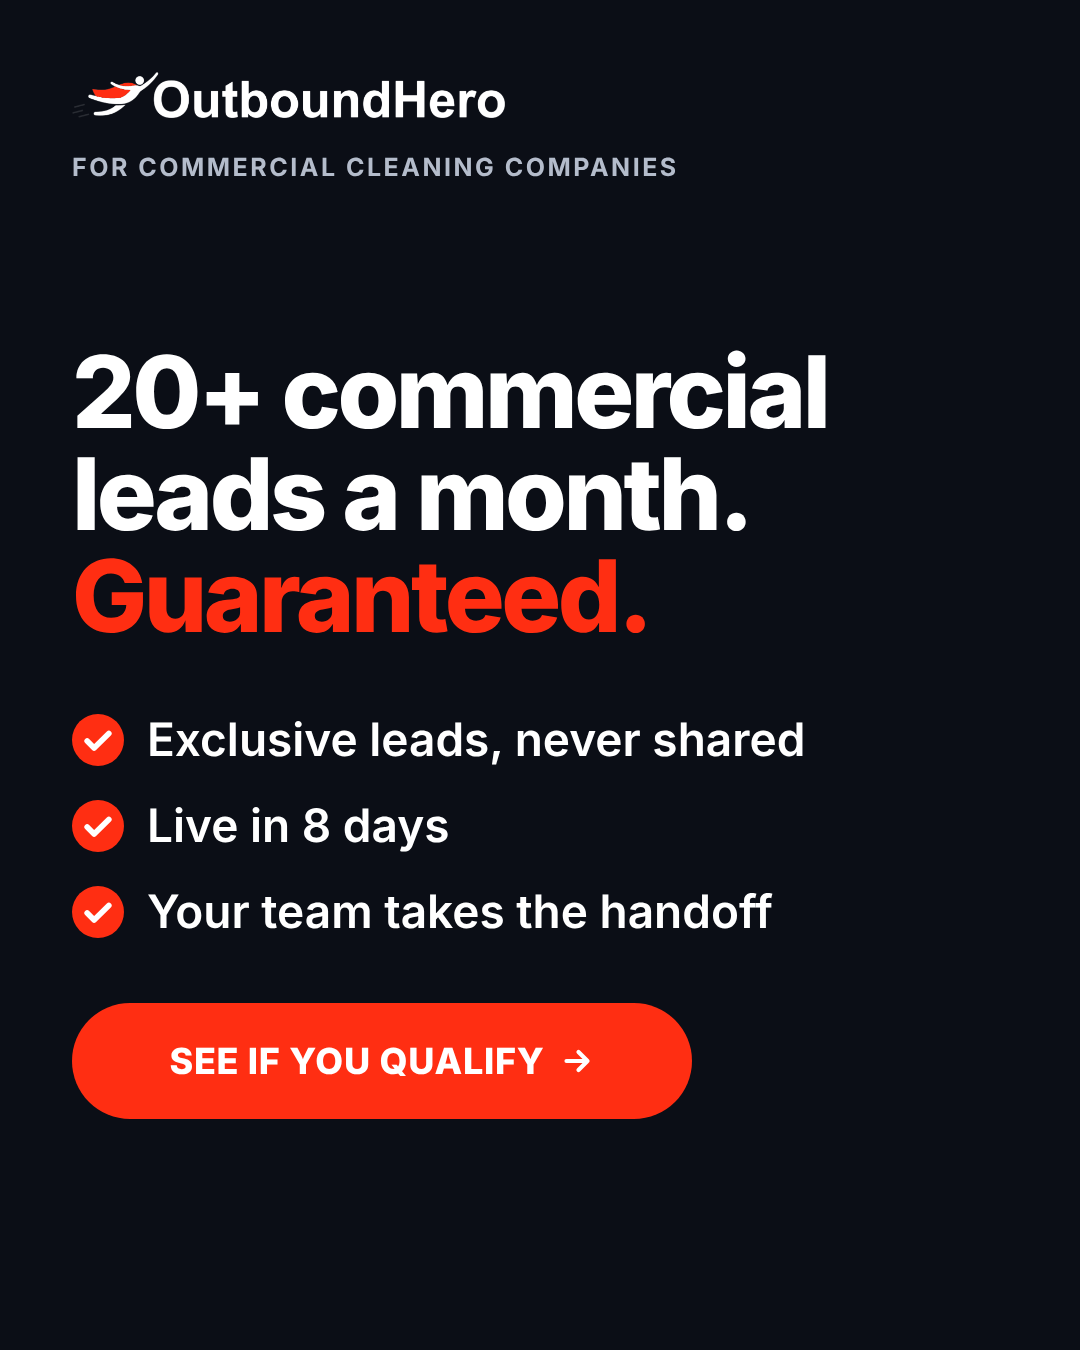 OutboundHero
FOR COMMERCIAL CLEANING COMPANIES
20+ commercial
leads a month.
Guaranteed.
Exclusive leads, never shared
Live in 8 days
Your team takes the handoff
SEE IF YOU QUALIFY →